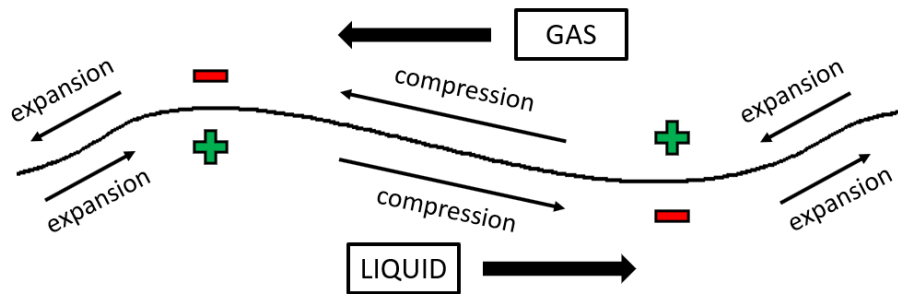 GAS
expansion
compression
expansion
expansion
compression
expansion
LIQUID